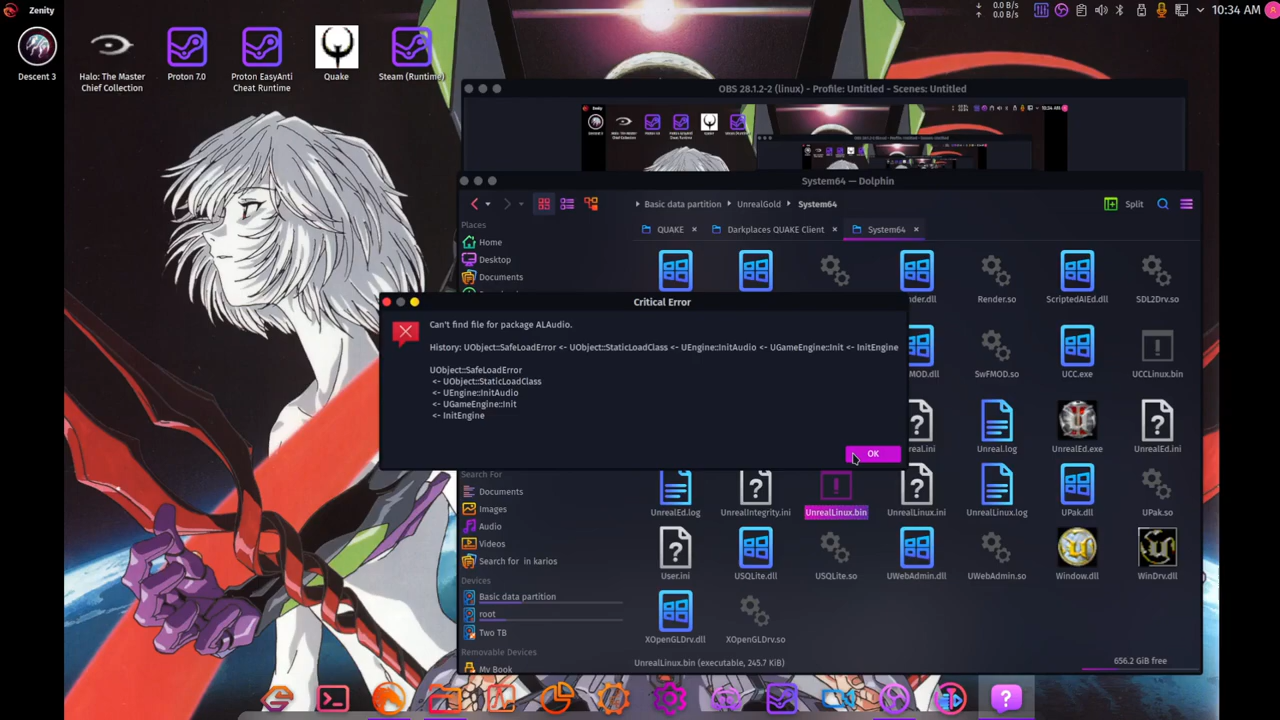 Zenity
0.0 B/s
0.0 B/s
10:34 AM
Descent 3
Halo: The Master
Chief Collection
Proton 7.0
Proton EasyAnti
Cheat Runtime
Quake
Steam (Runtime)
OBS 28.1.2-2 (linux) - Profile: Untitled - Scenes: Untitled
System64 — Dolphin
Basic data partition
UnrealGold
System64
Split
Places
QUAKE
Darkplaces QUAKE Client
System64
Home
Desktop
Documents
nder.dll
Render.so
ScriptedAIEd.dll
SDL2Drv.so
Critical Error
Can't find file for package ALAudio.
History: UObject::SafeLoadError <- UObject::StaticLoadClass <- UEngine::InitAudio <- UGameEngine::Init <- InitEngine
UObject::SafeLoadError
<- UObject::StaticLoadClass
<- UEngine::InitAudio
<- UGameEngine::Init
<- InitEngine
OK
MOD.dll
SwFMOD.so
UCC.exe
UCCLinux.bin
al.ini
Unreal.log
UnrealEd.exe
UnrealEd.ini
Search For
Documents
Images
Audio
Videos
Search for in karios
UnrealEd.log
UnrealIntegrity.ini
UnrealLinux.bin
UnrealLinux.ini
UnrealLinux.log
UPak.dll
UPak.so
User.ini
USQLite.dll
USQLite.so
UWebAdmin.dll
UWebAdmin.so
Window.dll
WinDrv.dll
Devices
Basic data partition
root
Two TB
Removable Devices
My Book
XOpenGLDrv.dll
XOpenGLDrv.so
UnrealLinux.bin (executable, 245.7 KiB)
656.2 GiB free